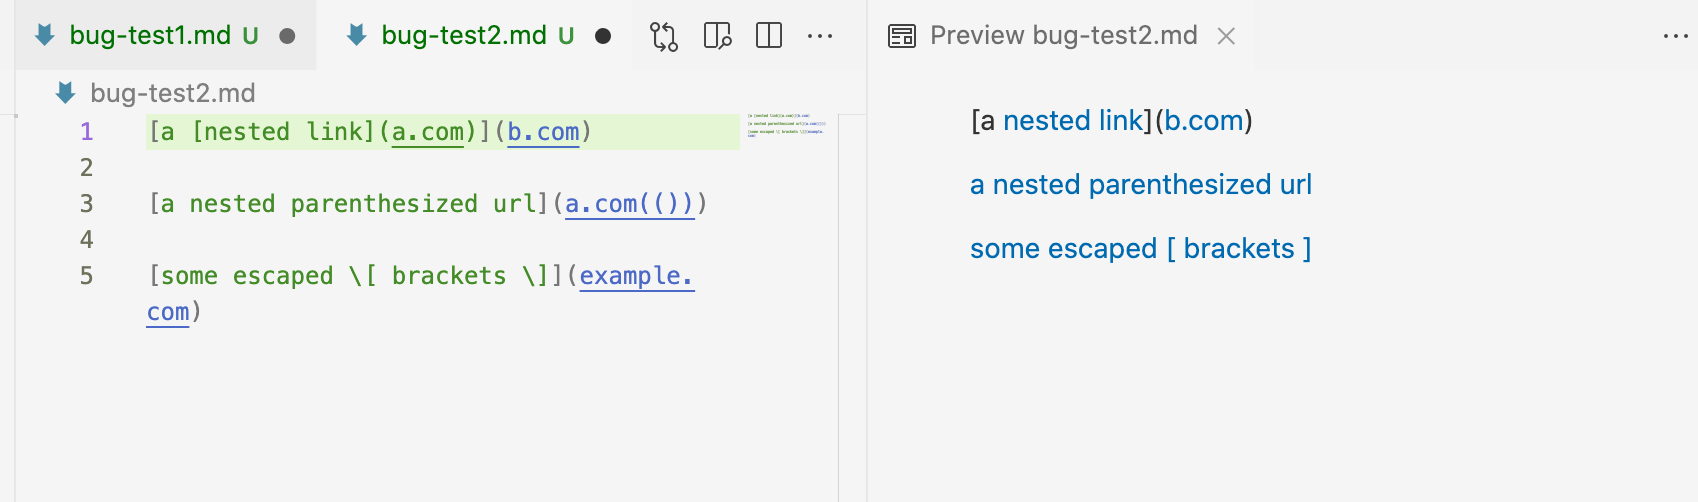 bug-test1.md U
bug-test2.md U
Preview bug-test2.md
bug-test2.md
1 [a [nested link](a.com)](b.com)
2
3 [a nested parenthesized url](a.com(()))
4
5 [some escaped \[ brackets \]](example.
com)
[a nested link](b.com)
a nested parenthesized url
some escaped [ brackets ]